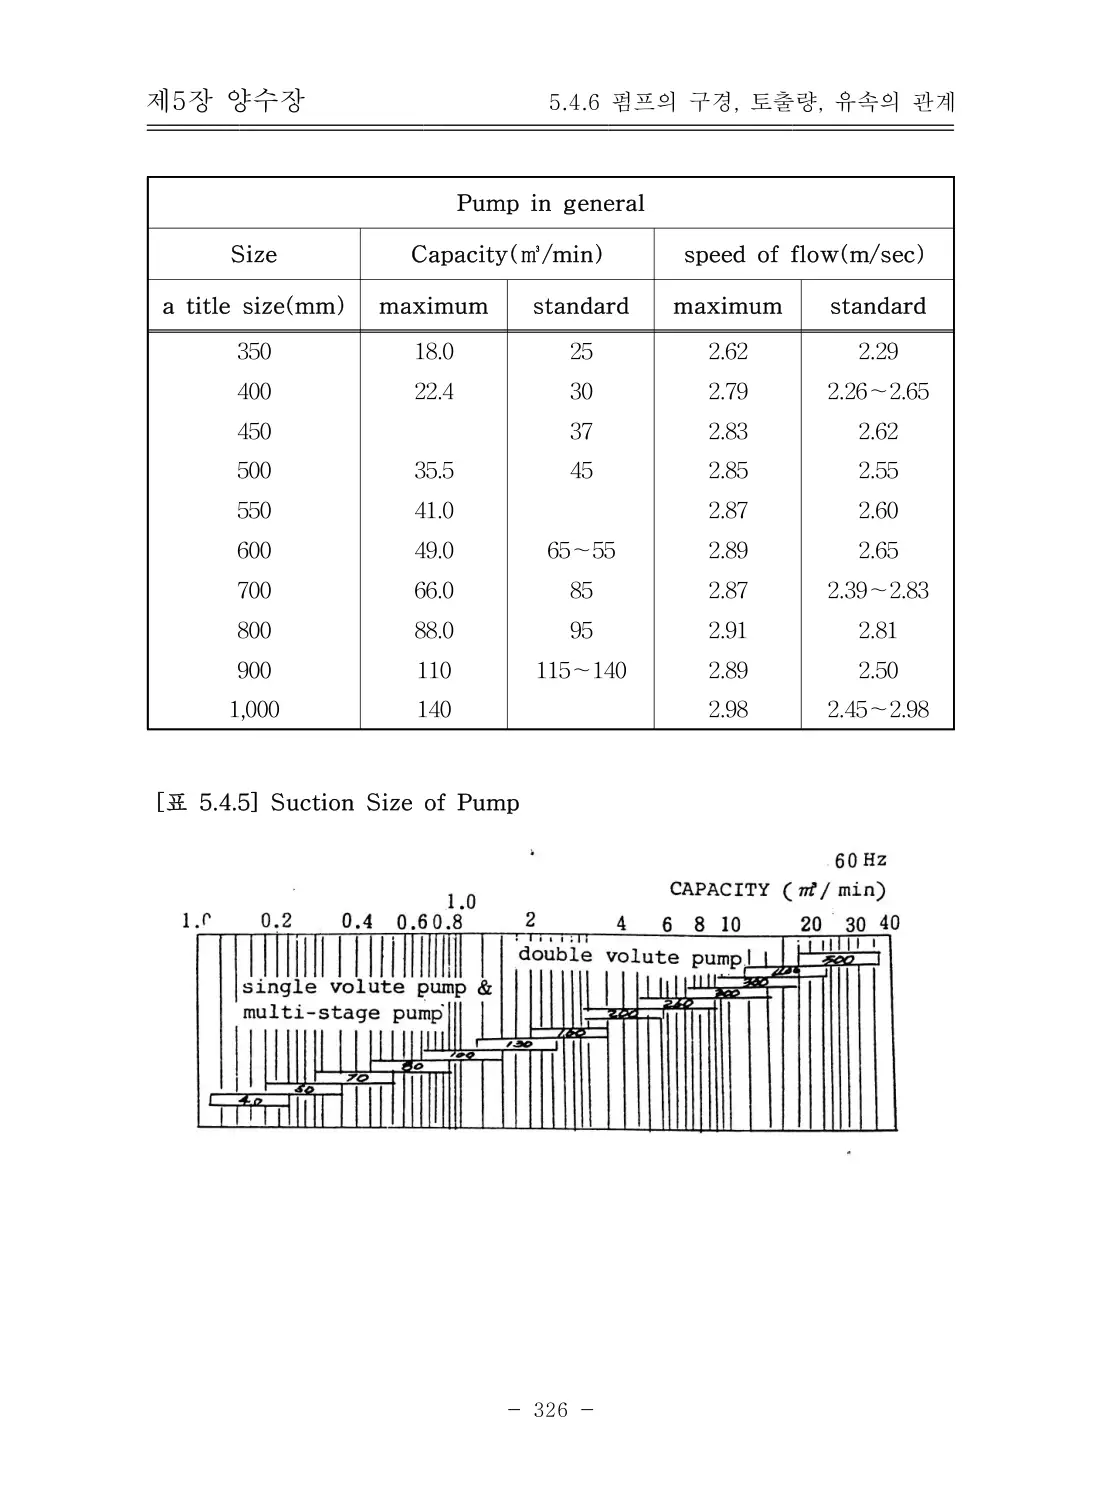 제5장 양수장 5.4.6 펌프의 구경, 토출량, 유속의 관계
Pump in general
Size Capacity(㎥/min) speed of flow(m/sec)
a title size(mm) maximum standard maximum standard
350 18.0 25 2.62 2.29
400 22.4 30 2.79 2.26~2.65
450 37 2.83 2.62
500 35.5 45 2.85 2.55
550 41.0 2.87 2.60
600 49.0 65~55 2.89 2.65
700 66.0 85 2.87 2.39~2.83
800 88.0 95 2.91 2.81
900 110 115~140 2.89 2.50
1,000 140 2.98 2.45~2.98
[표 5.4.5] Suction Size of Pump
60 Hz
CAPACITY (㎥/min)
0.2 0.4 0.6 0.8 1.0 2 4 6 8 10 20 30 40
double volute pump
single volute pump &
multi-stage pump
500
300
200
100
80
70
50
40
- 326 -